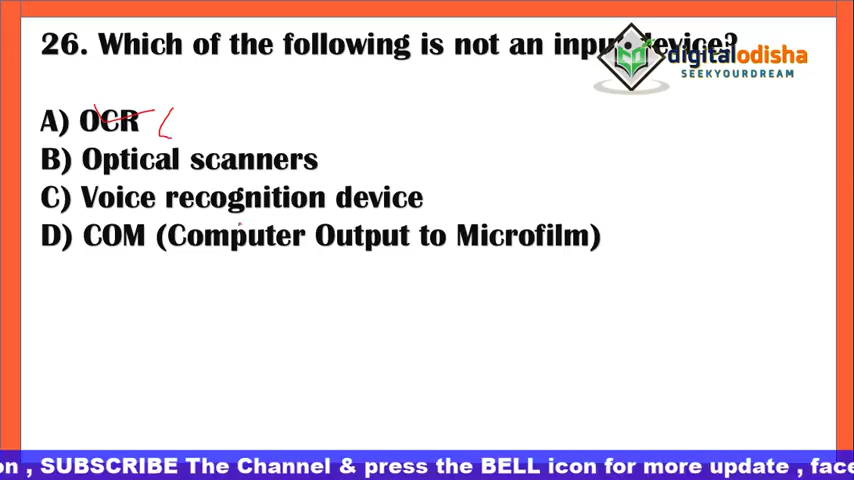 26. Which of the following is not an input device?
digitalodisha
SEEKYOURDREAM
A) OCR
B) Optical scanners
C) Voice recognition device
D) COM (Computer Output to Microfilm)
on , SUBSCRIBE The Channel & press the BELL icon for more update , face